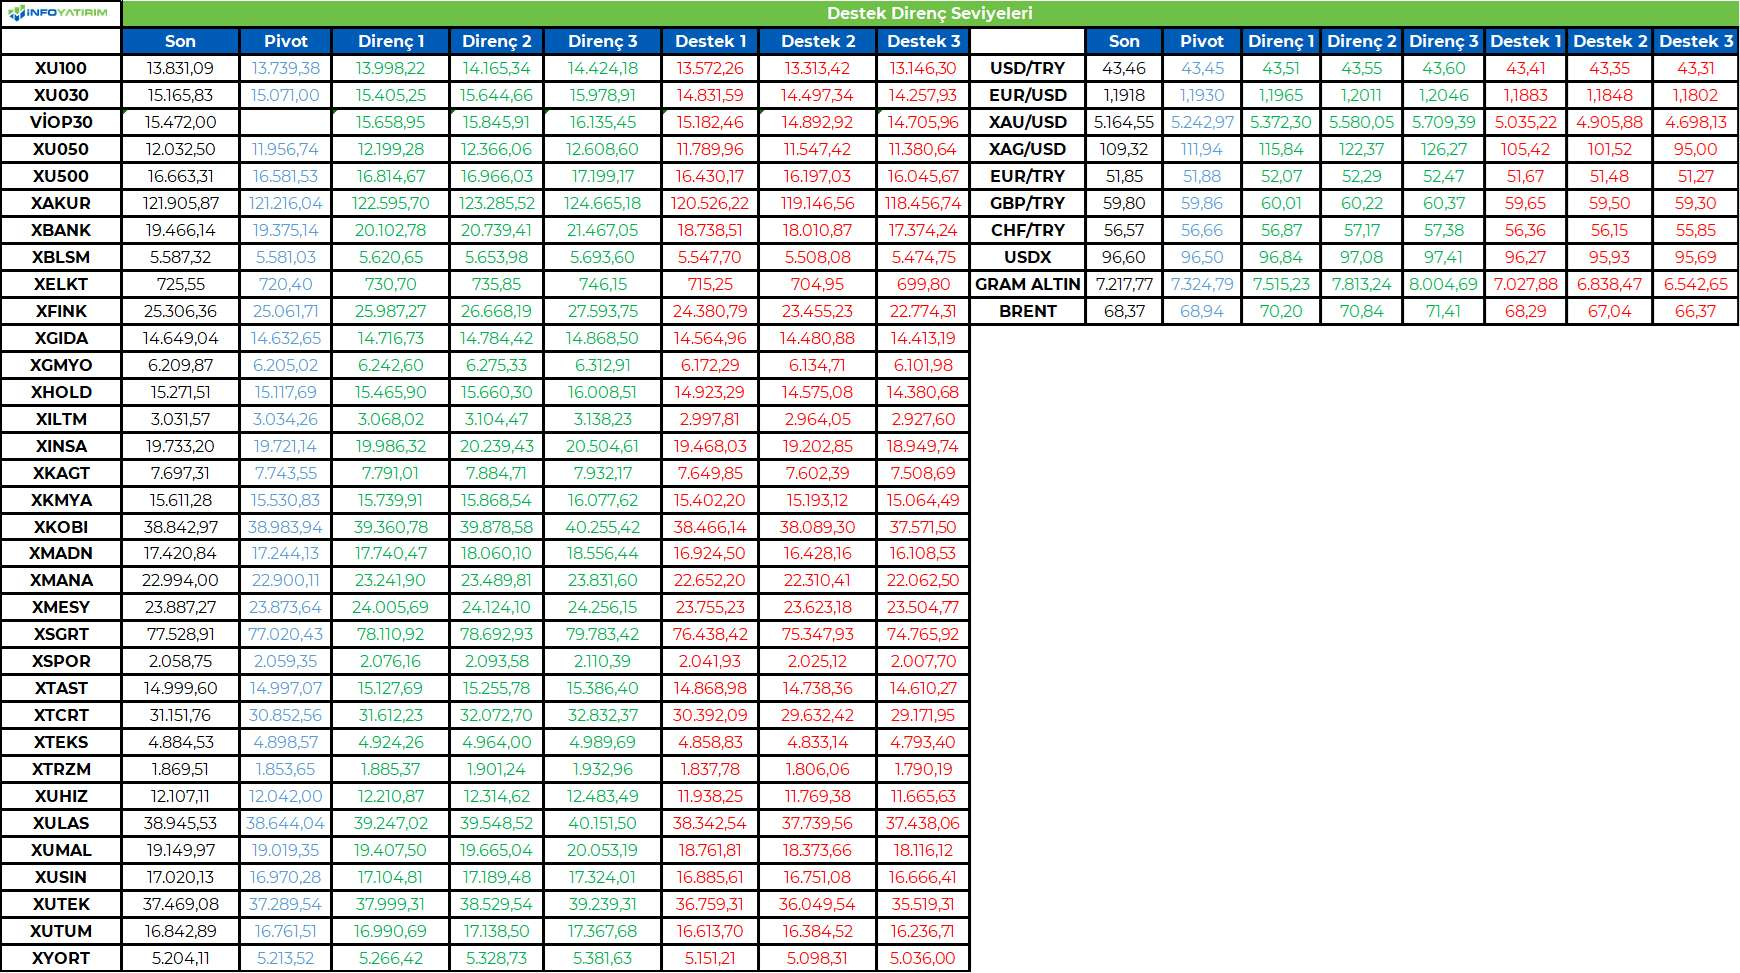 INFOYATIRIM Destek Direnç Seviyeleri
Son Pivot Direnç 1 Direnç 2 Direnç 3 Destek 1 Destek 2 Destek 3 Son Pivot Direnç 1 Direnç 2 Direnç 3 Destek 1 Destek 2 Destek 3
XU100 13.831,09 13.739,38 13.998,22 14.165,34 14.424,18 13.572,26 13.313,42 13.146,30 USD/TRY 43,46 43,45 43,51 43,55 43,60 43,41 43,35 43,31
XU030 15.165,83 15.071,00 15.405,25 15.644,66 15.978,91 14.831,59 14.497,34 14.257,93 EUR/USD 1,1918 1,1930 1,1965 1,2011 1,2046 1,1883 1,1848 1,1802
VİOP30 15.472,00 15.658,95 15.845,91 16.135,45 15.182,46 14.892,92 14.705,96 XAU/USD 5.164,55 5.242,97 5.372,30 5.580,05 5.709,39 5.035,22 4.905,88 4.698,13
XU050 12.032,50 11.956,74 12.199,28 12.366,06 12.608,60 11.789,96 11.547,42 11.380,64 XAG/USD 109,32 111,94 115,84 122,37 126,27 105,42 101,52 95,00
XU500 16.663,31 16.581,53 16.814,67 16.966,03 17.199,17 16.430,17 16.197,03 16.045,67 EUR/TRY 51,85 51,88 52,07 52,29 52,47 51,67 51,48 51,27
XAKUR 121.905,87 121.216,04 122.595,70 123.285,52 124.665,18 120.526,22 119.146,56 118.456,74 GBP/TRY 59,80 59,86 60,01 60,22 60,37 59,65 59,50 59,30
XBANK 19.466,14 19.375,14 20.102,78 20.739,41 21.467,05 18.738,51 18.010,87 17.374,24 CHF/TRY 56,57 56,66 56,87 57,17 57,38 56,36 56,15 55,85
XBLSM 5.587,32 5.581,03 5.620,65 5.653,98 5.693,60 5.547,70 5.508,08 5.474,75 USDX 96,60 96,50 96,84 97,08 97,41 96,27 95,93 95,69
XELKT 725,55 720,40 730,70 735,85 746,15 715,25 704,95 699,80 GRAM ALTIN 7.217,77 7.324,79 7.515,23 7.813,24 8.004,69 7.027,88 6.838,47 6.542,65
XFINK 25.306,36 25.061,71 25.987,27 26.668,19 27.593,75 24.380,79 23.455,23 22.774,31 BRENT 68,37 68,94 70,20 70,84 71,41 68,29 67,04 66,37
XGIDA 14.649,04 14.632,65 14.716,73 14.784,42 14.868,50 14.564,96 14.480,88 14.413,19
XGMYO 6.209,87 6.205,02 6.242,60 6.275,33 6.312,91 6.172,29 6.134,71 6.101,98
XHOLD 15.271,51 15.117,69 15.465,90 15.660,30 16.008,51 14.923,29 14.575,08 14.380,68
XILTM 3.031,57 3.034,26 3.068,02 3.104,47 3.138,23 2.997,81 2.964,05 2.927,60
XINSA 19.733,20 19.721,14 19.986,32 20.239,43 20.504,61 19.468,03 19.202,85 18.949,74
XKAGT 7.697,31 7.743,55 7.791,01 7.884,71 7.932,17 7.649,85 7.602,39 7.508,69
XKMYA 15.611,28 15.530,83 15.739,91 15.868,54 16.077,62 15.402,20 15.193,12 15.064,49
XKOBI 38.842,97 38.983,94 39.360,78 39.878,58 40.255,42 38.466,14 38.089,30 37.571,50
XMADN 17.420,84 17.244,13 17.740,47 18.060,10 18.556,44 16.924,50 16.428,16 16.108,53
XMANA 22.994,00 22.900,11 23.241,90 23.489,81 23.831,60 22.652,20 22.310,41 22.062,50
XMESY 23.887,27 23.873,64 24.005,69 24.124,10 24.256,15 23.755,23 23.623,18 23.504,77
XSGRT 77.528,91 77.020,43 78.110,92 78.692,93 79.783,42 76.438,42 75.347,93 74.765,92
XSPOR 2.058,75 2.059,35 2.076,16 2.093,58 2.110,39 2.041,93 2.025,12 2.007,70
XTAST 14.999,60 14.997,07 15.127,69 15.255,78 15.386,40 14.868,98 14.738,36 14.610,27
XTCRT 31.151,76 30.852,56 31.612,23 32.072,70 32.832,37 30.392,09 29.632,42 29.171,95
XTEKS 4.884,53 4.898,57 4.924,26 4.964,00 4.989,69 4.858,83 4.833,14 4.793,40
XTRZM 1.869,51 1.853,65 1.885,37 1.901,24 1.932,96 1.837,78 1.806,06 1.790,19
XUHIZ 12.107,11 12.042,00 12.210,87 12.314,62 12.483,49 11.938,25 11.769,38 11.665,63
XULAS 38.945,53 38.644,04 39.247,02 39.548,52 40.151,50 38.342,54 37.739,56 37.438,06
XUMAL 19.149,97 19.019,35 19.407,50 19.665,04 20.053,19 18.761,81 18.373,66 18.116,12
XUSIN 17.020,13 16.970,28 17.104,81 17.189,48 17.324,01 16.885,61 16.751,08 16.666,41
XUTEK 37.469,08 37.289,54 37.999,31 38.529,54 39.239,31 36.759,31 36.049,54 35.519,31
XUTUM 16.842,89 16.761,51 16.990,69 17.138,50 17.367,68 16.613,70 16.384,52 16.236,71
XYORT 5.204,11 5.213,52 5.266,42 5.328,73 5.381,63 5.151,21 5.098,31 5.036,00